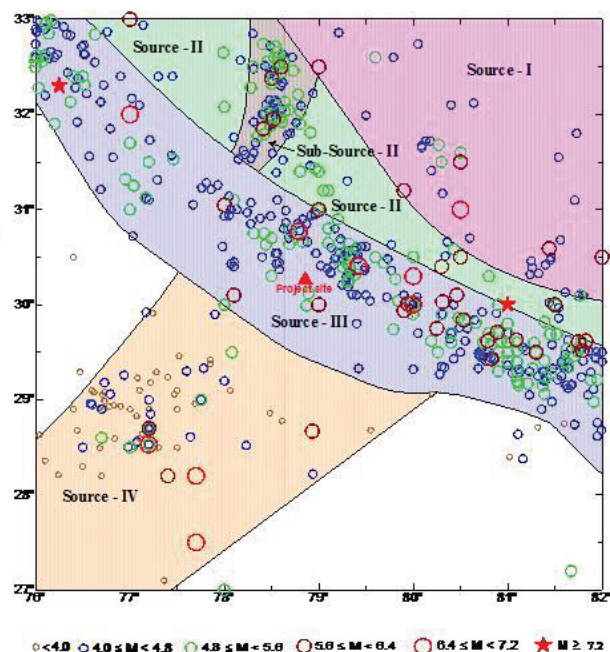 33°
Source - II
Source - I
32°
Sub-Source - II
31°
Source - II
Project site
30°
Source - III
29°
Source - IV
28°
27°
76° 77° 78° 79° 80° 81° 82°
<4.0 4.0 ≤ M < 4.8 4.8 ≤ M < 5.6 5.6 ≤ M < 6.4 6.4 ≤ M < 7.2 M ≥ 7.2